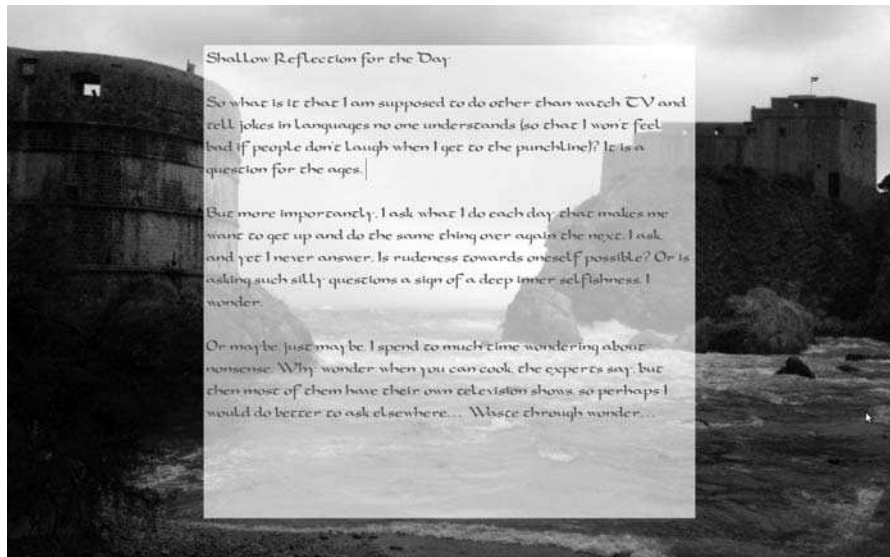 Shallow Reflection for the Day
So what is it that I am supposed to do other than watch TV and
tell jokes in languages no one understands (so that I won't feel
bad if people don't laugh when I get to the punchline)? It is a
question for the ages.
But more importantly, I ask what I do each day that makes me
want to get up and do the same thing over again the next. I ask,
and yet I never answer. Is rudeness towards oneself possible? Or is
asking such silly questions a sign of a deep inner selfishness. I
wonder.
Or maybe, just maybe, I spend to much time wondering about
nonsense. Why wonder when you can cook, the experts say, but
then most of them have their own television shows, so perhaps I
would do better to ask elsewhere... Waste through wonder...